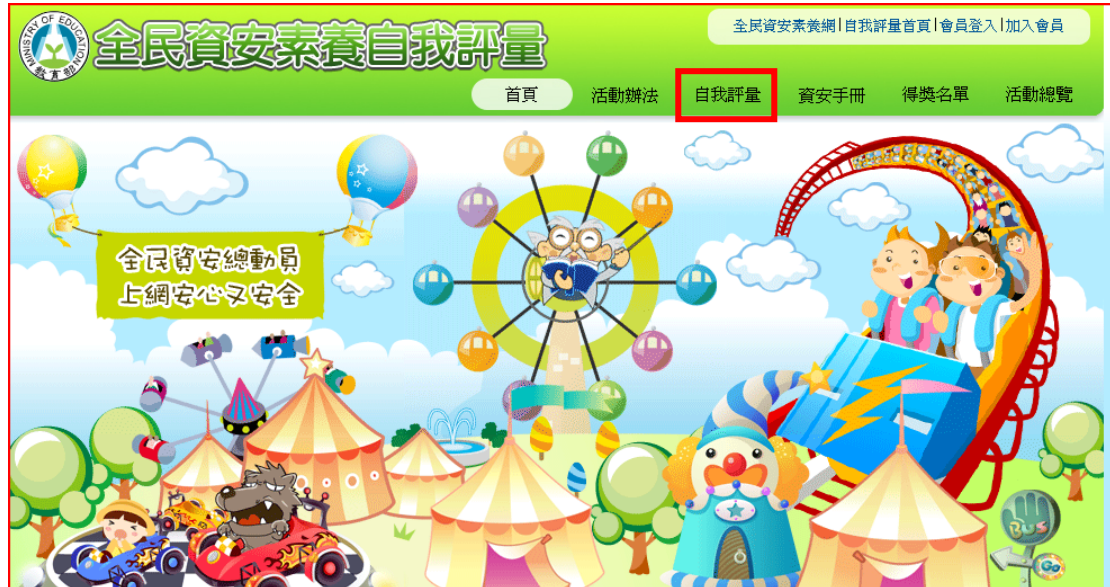 MINISTRY OF EDUCATION
教育部
全民資安素養自我評量
全民資安素養網|自我評量首頁|會員登入|加入會員
首頁 活動辦法 自我評量 資安手冊 得獎名單 活動總覽
全民資安總動員
上網安心又安全
BUS
Go